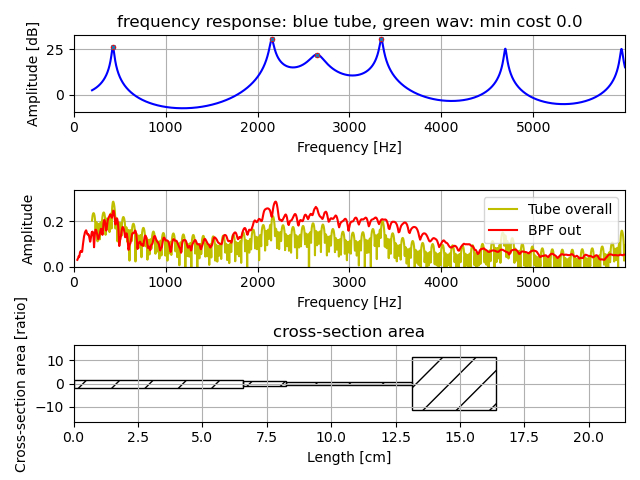 frequency response: blue tube, green wav: min cost 0.0
Amplitude [dB]
25
0
0 1000 2000 3000 4000 5000
Frequency [Hz]
Amplitude
0.2
0.0
Tube overall
BPF out
0 1000 2000 3000 4000 5000
Frequency [Hz]
cross-section area
Cross-section area [ratio]
10
0
−10
0.0 2.5 5.0 7.5 10.0 12.5 15.0 17.5 20.0
Length [cm]